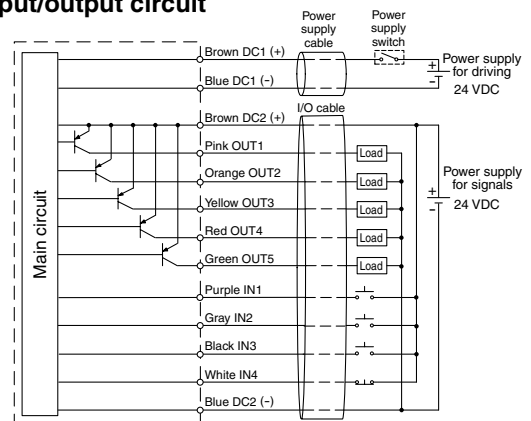 put/output circuit
Power
supply
cable
Power
supply
switch
Brown DC1 (+)
Blue DC1 (-)
+
-
Power supply
for driving
24 VDC
I/O cable
Brown DC2 (+)
Pink OUT1
Load
Orange OUT2
Load
Yellow OUT3
Load
Red OUT4
Load
Green OUT5
Load
+
-
Power supply
for signals
24 VDC
Main circuit
Purple IN1
Gray IN2
Black IN3
White IN4
Blue DC2 (-)